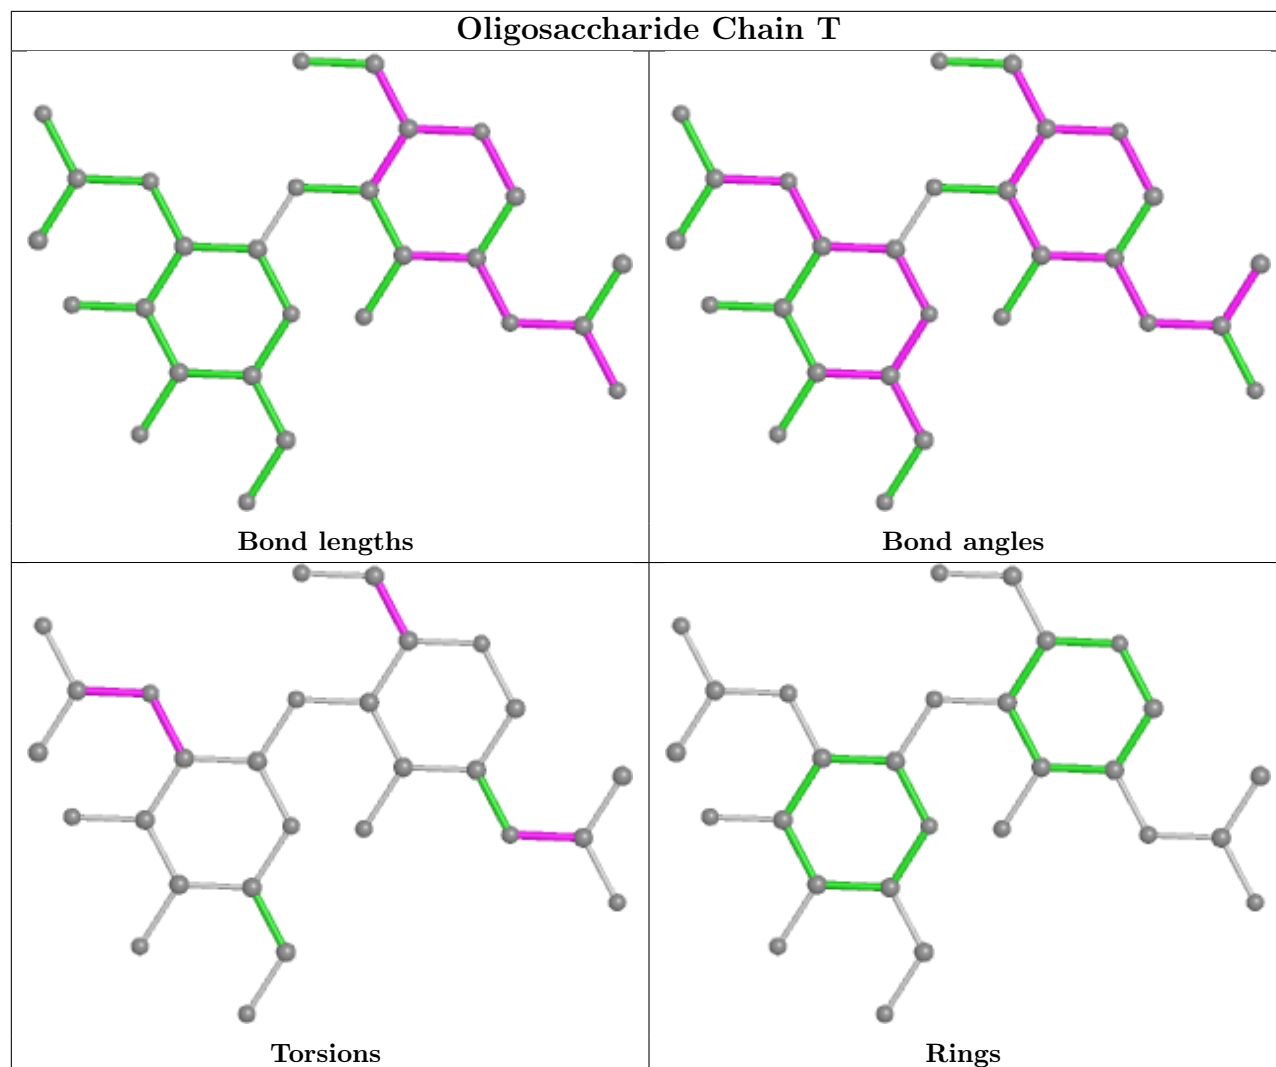 Oligosaccharide Chain T
Bond lengths
Bond angles
Torsions
Rings